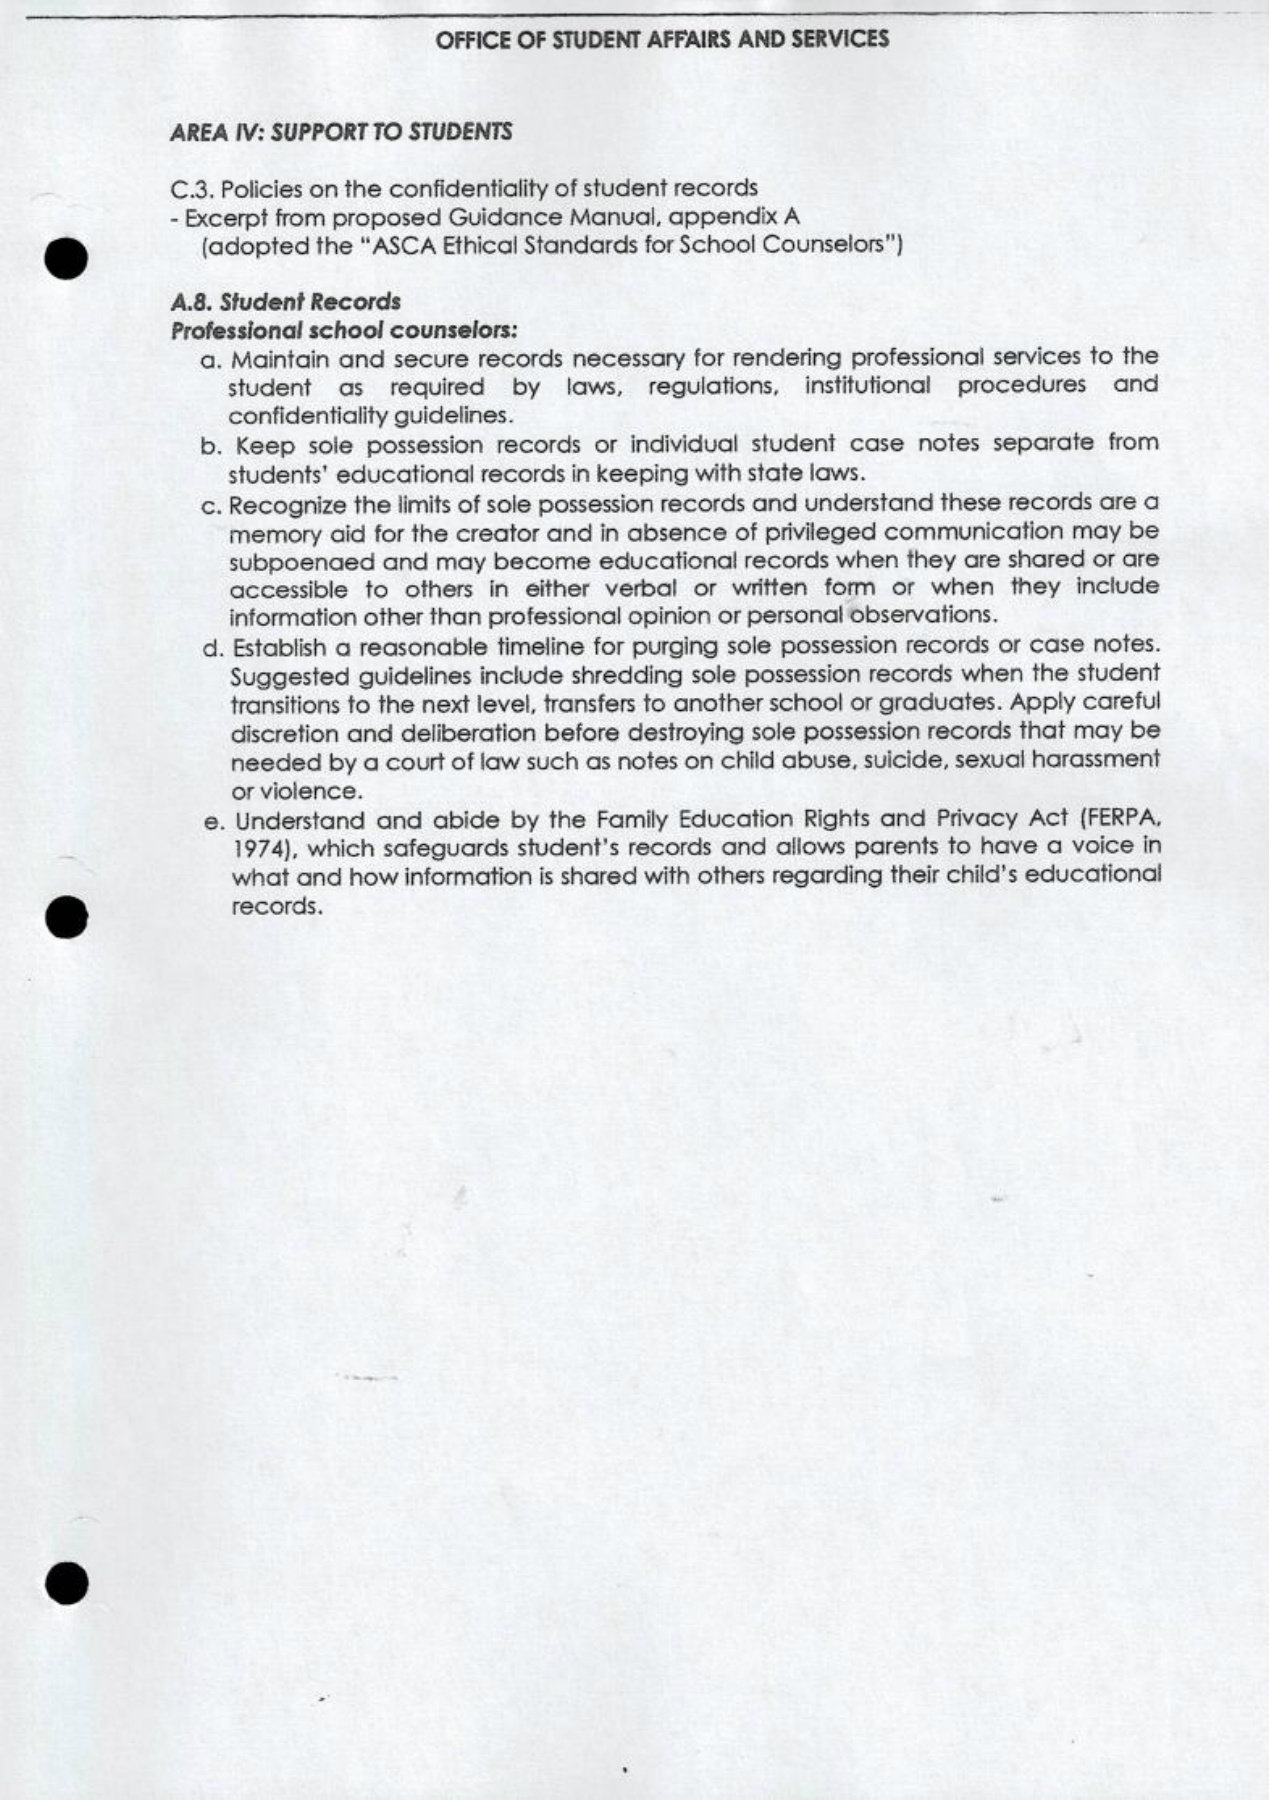 OFFICE OF STUDENT AFFAIRS AND SERVICES
AREA IV: SUPPORT TO STUDENTS
C.3. Policies on the confidentiality of student records
- Excerpt from proposed Guidance Manual, appendix A
(adopted the "ASCA Ethical Standards for School Counselors")
A.8. Student Records
Professional school counselors:
a. Maintain and secure records necessary for rendering professional services to the
student as required by laws, regulations, institutional procedures and
confidentiality guidelines.
b. Keep sole possession records or individual student case notes separate from
students' educational records in keeping with state laws.
c. Recognize the limits of sole possession records and understand these records are a
memory aid for the creator and in absence of privileged communication may be
subpoenaed and may become educational records when they are shared or are
accessible to others in either verbal or written form or when they include
information other than professional opinion or personal observations.
d. Establish a reasonable timeline for purging sole possession records or case notes.
Suggested guidelines include shredding sole possession records when the student
transitions to the next level, transfers to another school or graduates. Apply careful
discretion and deliberation before destroying sole possession records that may be
needed by a court of law such as notes on child abuse, suicide, sexual harassment
or violence.
e. Understand and abide by the Family Education Rights and Privacy Act (FERPA,
1974), which safeguards student's records and allows parents to have a voice in
what and how information is shared with others regarding their child's educational
records.